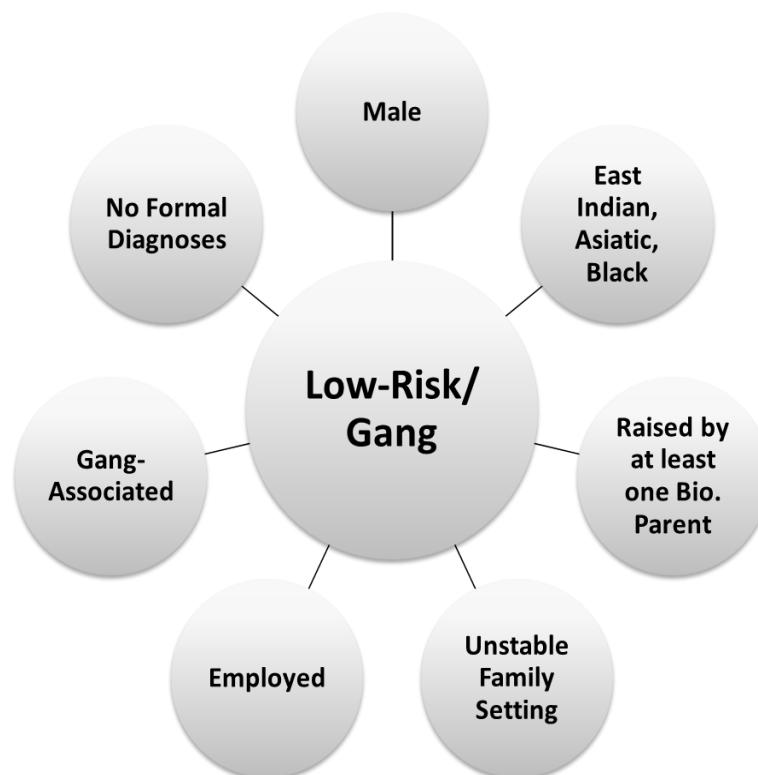 Male
East
Indian,
Asiatic,
Black
Raised by
at least
one Bio.
Parent
Unstable
Family
Setting
Employed
Gang-
Associated
No Formal
Diagnoses
Low-Risk/
Gang